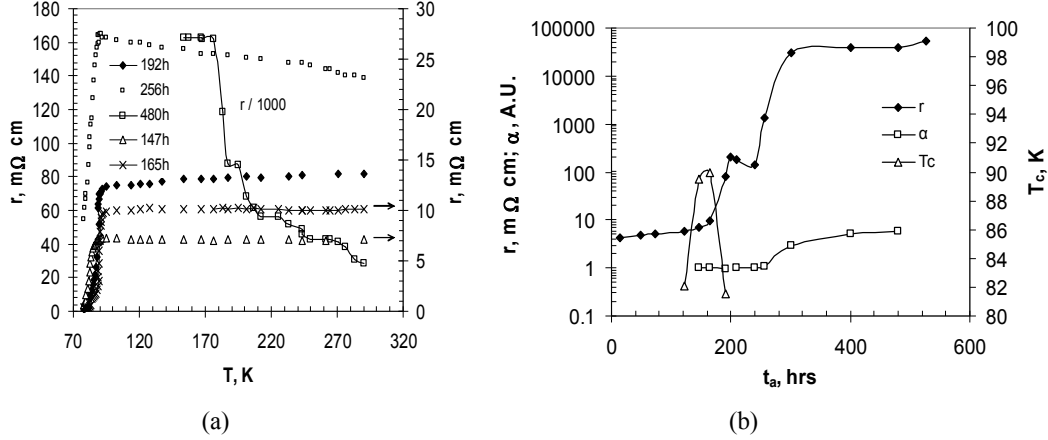 r, mΩ cm
180
160
140
120
100
80
60
40
20
0
30
25
20
15
10
5
0
r, mΩ cm
70 120 170 220 270 320
T, K
192h
256h
480h
147h
165h
r / 1000
(a)
r, m Ω cm; α, A.U.
100000
10000
1000
100
10
1
0.1
100
98
96
94
92
90
88
86
84
82
80
Tc, K
0 200 400 600
ta, hrs
r
α
Tc
(b)